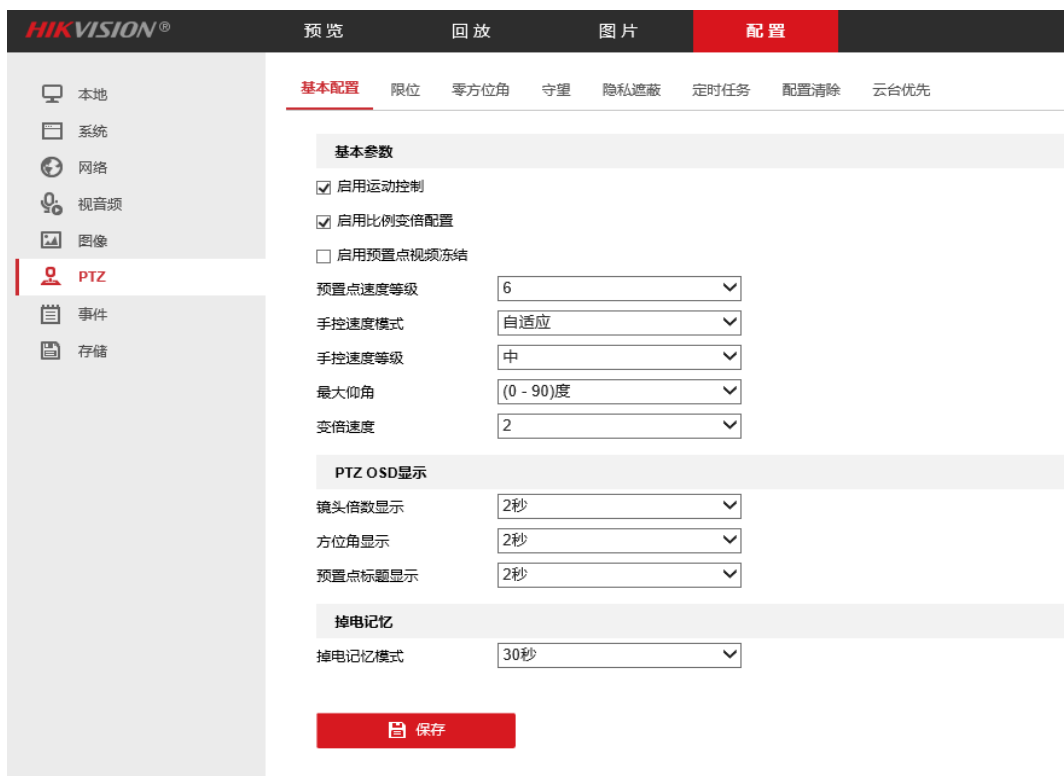 HIKVISION® 预览 回放 图片 配置
本地
系统
网络
视音频
图像
PTZ
事件
存储
基本配置 限位 零方位角 守望 隐私遮蔽 定时任务 配置清除 云台优先
基本参数
启用运动控制
启用比例变倍配置
启用预置点视频冻结
预置点速度等级 6
手控速度模式 自适应
手控速度等级 中
最大仰角 (0 - 90)度
变倍速度 2
PTZ OSD显示
镜头倍数显示 2秒
方位角显示 2秒
预置点标题显示 2秒
掉电记忆
掉电记忆模式 30秒
保存